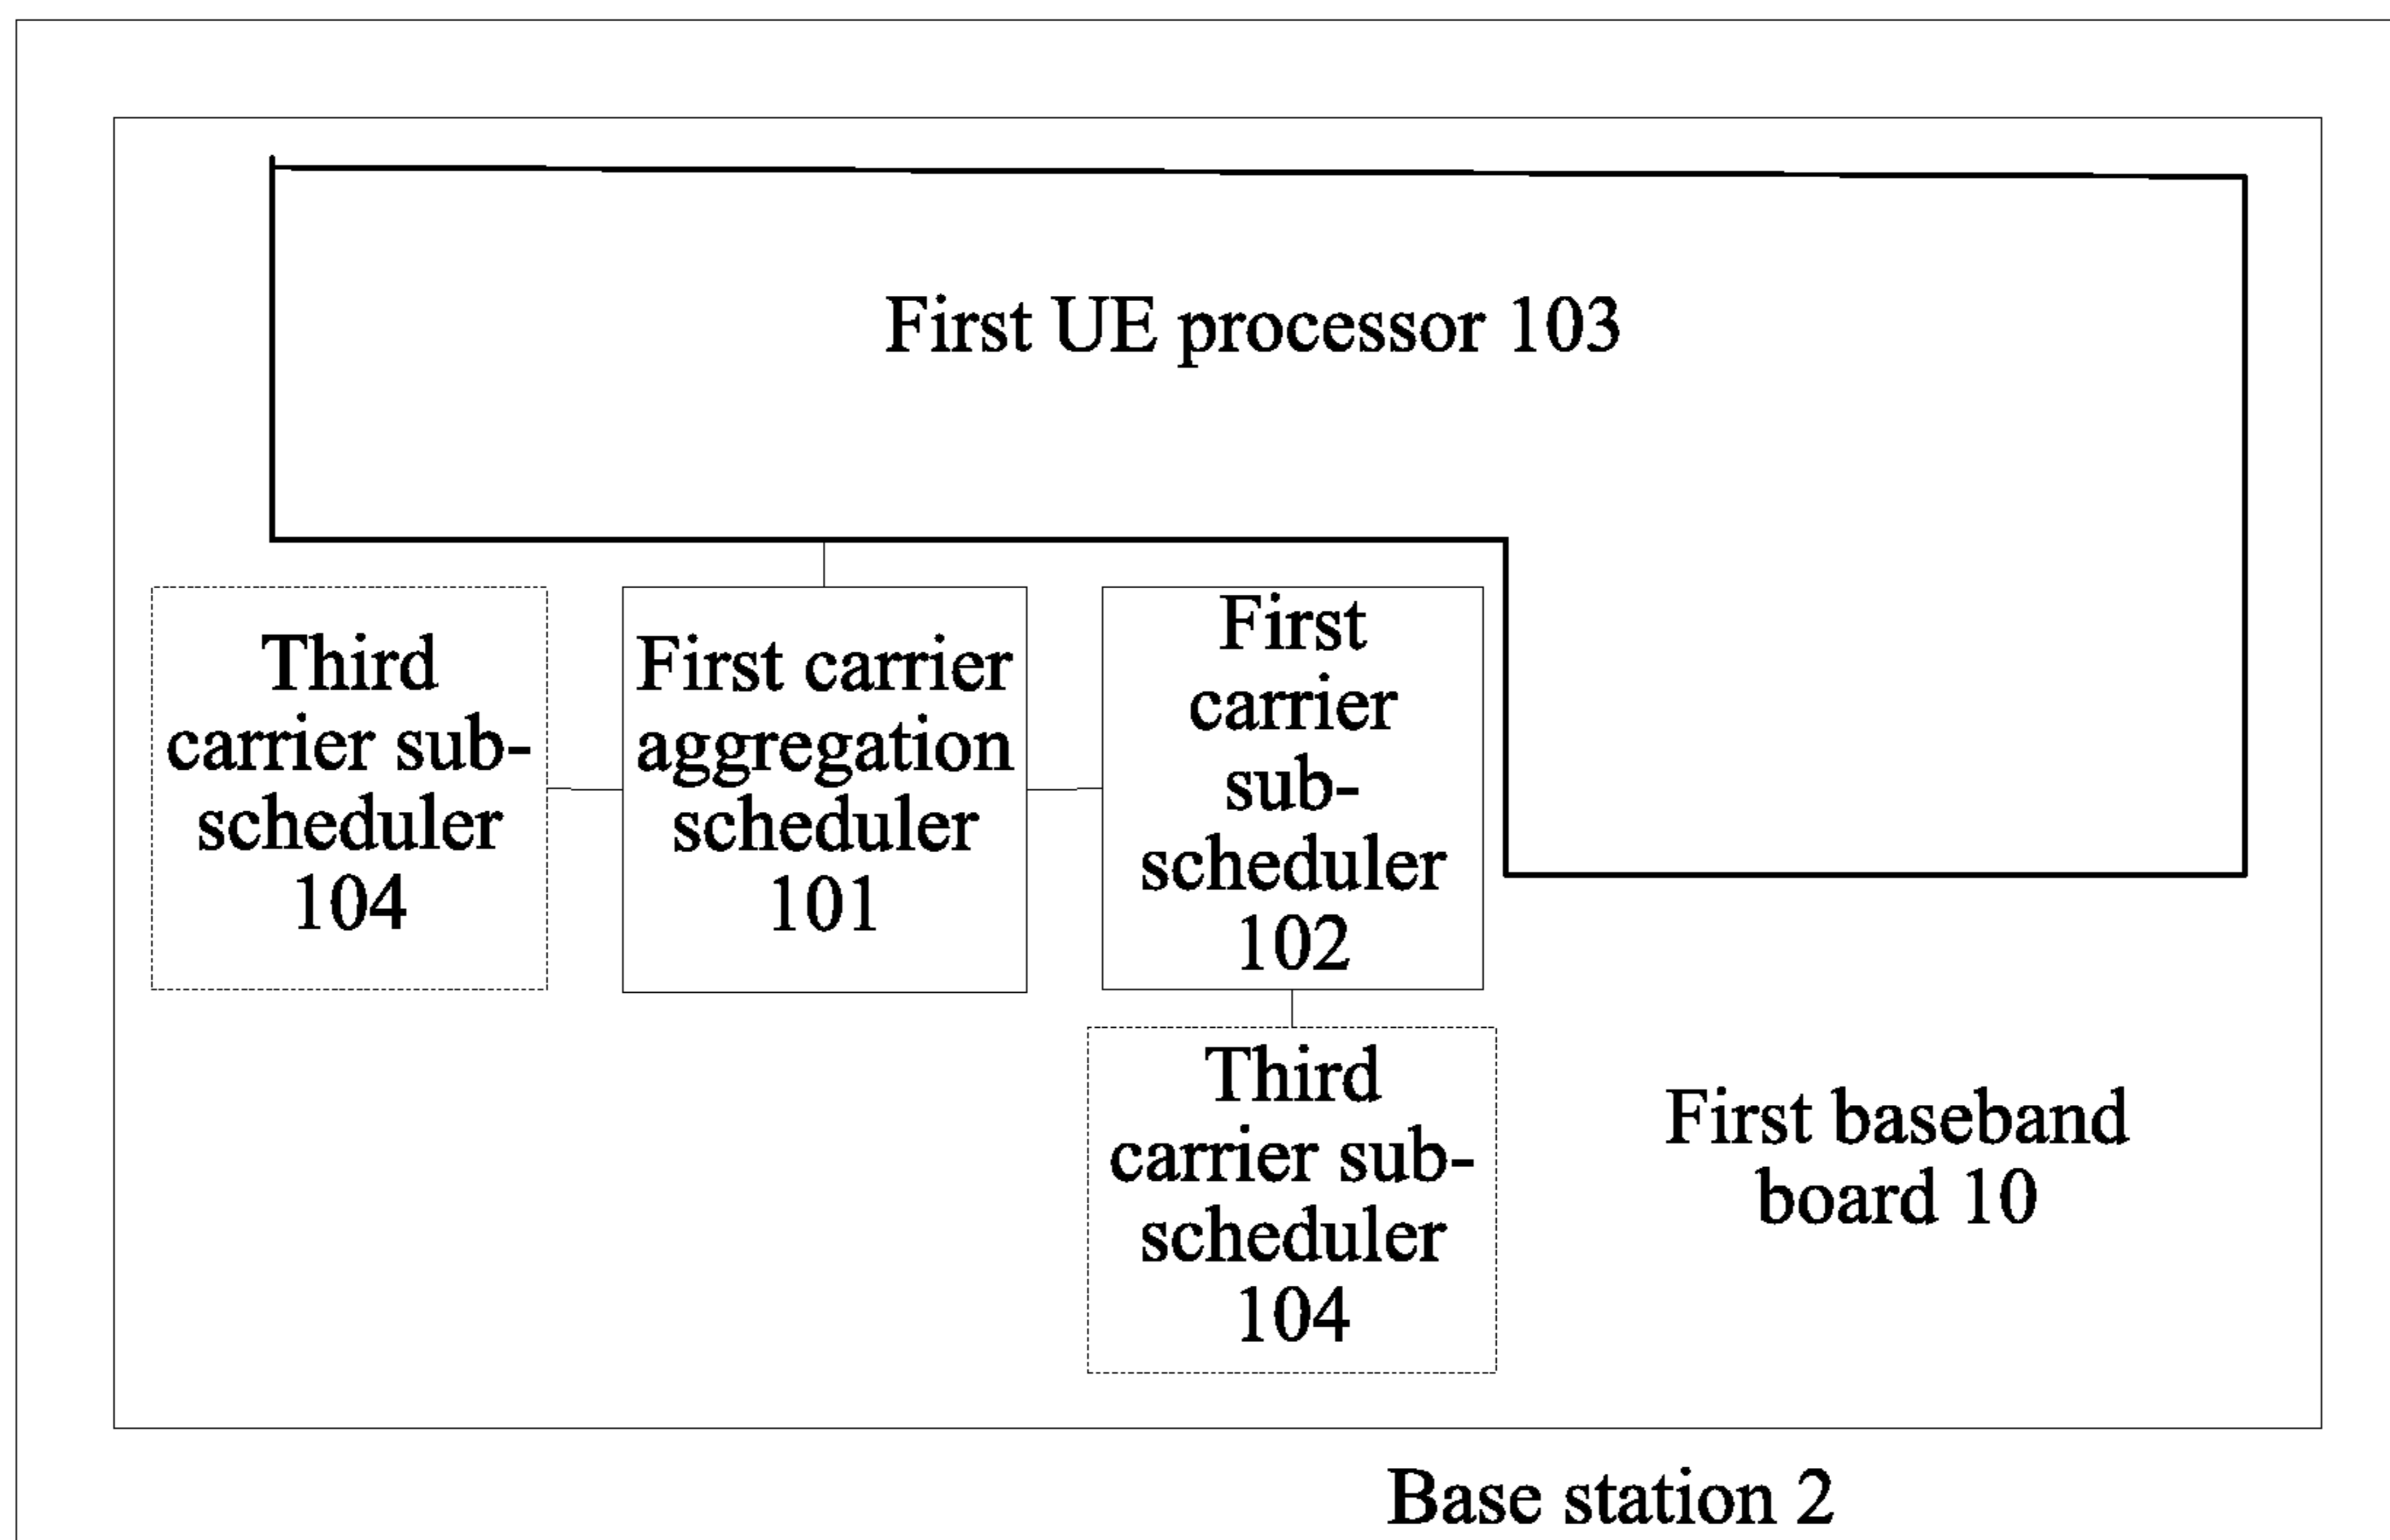 First UE processor 103
Third
carrier sub-
scheduler
104
First carrier
aggregation
scheduler
101
First
carrier
sub-
scheduler
102
Third
carrier sub-
scheduler
104
First baseband
board 10
Base station 2